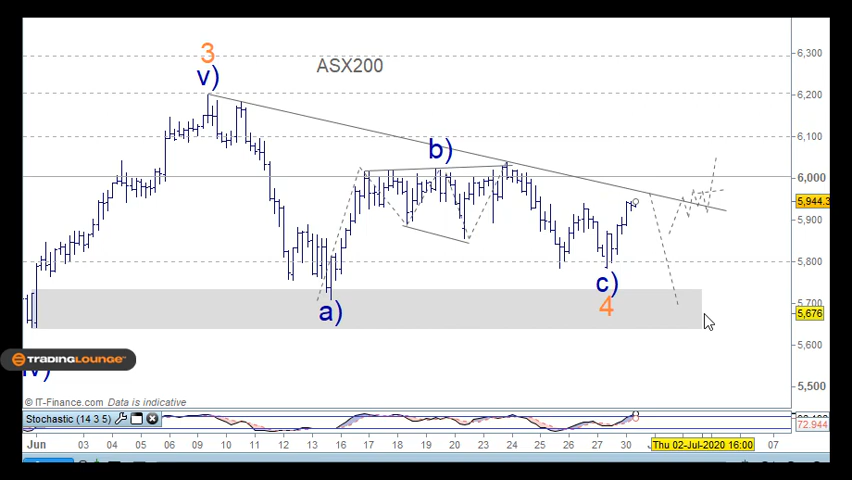 3
v)
ASX200
b)
a)
c)
4
iv)
6,300
6,200
6,100
6,000
5,944.3
5,900
5,800
5,700
5,676
5,600
5,500
TRADINGLOUNGE™
© IT-Finance.com Data is indicative
Stochastic (14 3 5)
72.944
Jun 03 04 05 08 09 10 11 12 15 16 17 18 19 20 23 24 25 26 27 30 Thu 02-Jul-2020 16:00 07